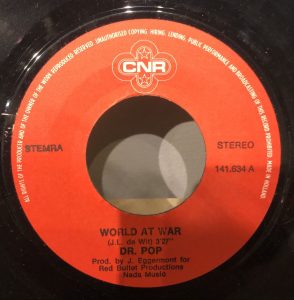 ALL RIGHTS OF THE PRODUCER AND OF THE OWNER OF THE WORK REPRODUCED RESERVED. UNAUTHORISED COPYING, HIRING, LENDING, PUBLIC PERFORMANCE AND BROADCASTING OF THIS RECORD PROHIBITED. MADE IN HOLLAND
CNR
STEMRA
STEREO
141.634 A
WORLD AT WAR
(J.L. de Wit) 3'27"
DR. POP
Prod. by J. Eggermont for
Red Bullet Productions
Nada Music